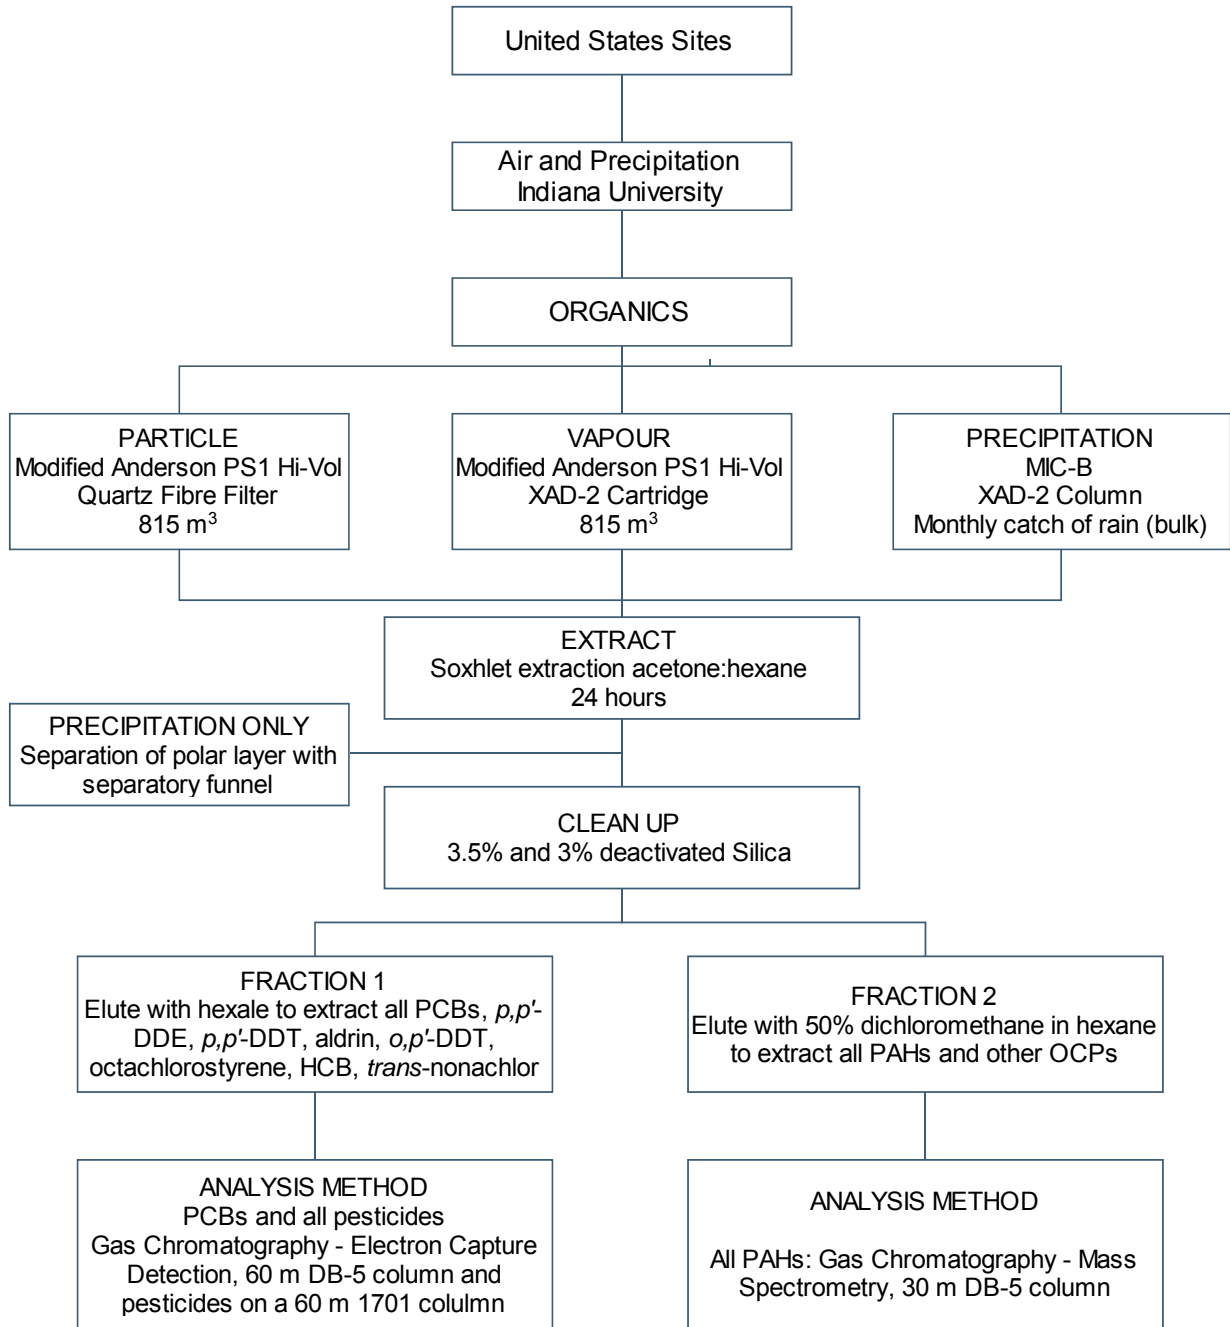 United States Sites
Air and Precipitation
Indiana University
ORGANICS
PARTICLE
Modified Anderson PS1 Hi-Vol
Quartz Fibre Filter
815 m³
VAPOUR
Modified Anderson PS1 Hi-Vol
XAD-2 Cartridge
815 m³
PRECIPITATION
MIC-B
XAD-2 Column
Monthly catch of rain (bulk)
EXTRACT
Soxhlet extraction acetone:hexane
24 hours
PRECIPITATION ONLY
Separation of polar layer with
separatory funnel
CLEAN UP
3.5% and 3% deactivated Silica
FRACTION 1
Elute with hexale to extract all PCBs, p,p'-
DDE, p,p'-DDT, aldrin, o,p'-DDT,
octachlorostyrene, HCB, trans-nonachlor
FRACTION 2
Elute with 50% dichloromethane in hexane
to extract all PAHs and other OCPs
ANALYSIS METHOD
PCBs and all pesticides
Gas Chromatography - Electron Capture
Detection, 60 m DB-5 column and
pesticides on a 60 m 1701 colulmn
ANALYSIS METHOD
All PAHs: Gas Chromatography - Mass
Spectrometry, 30 m DB-5 column